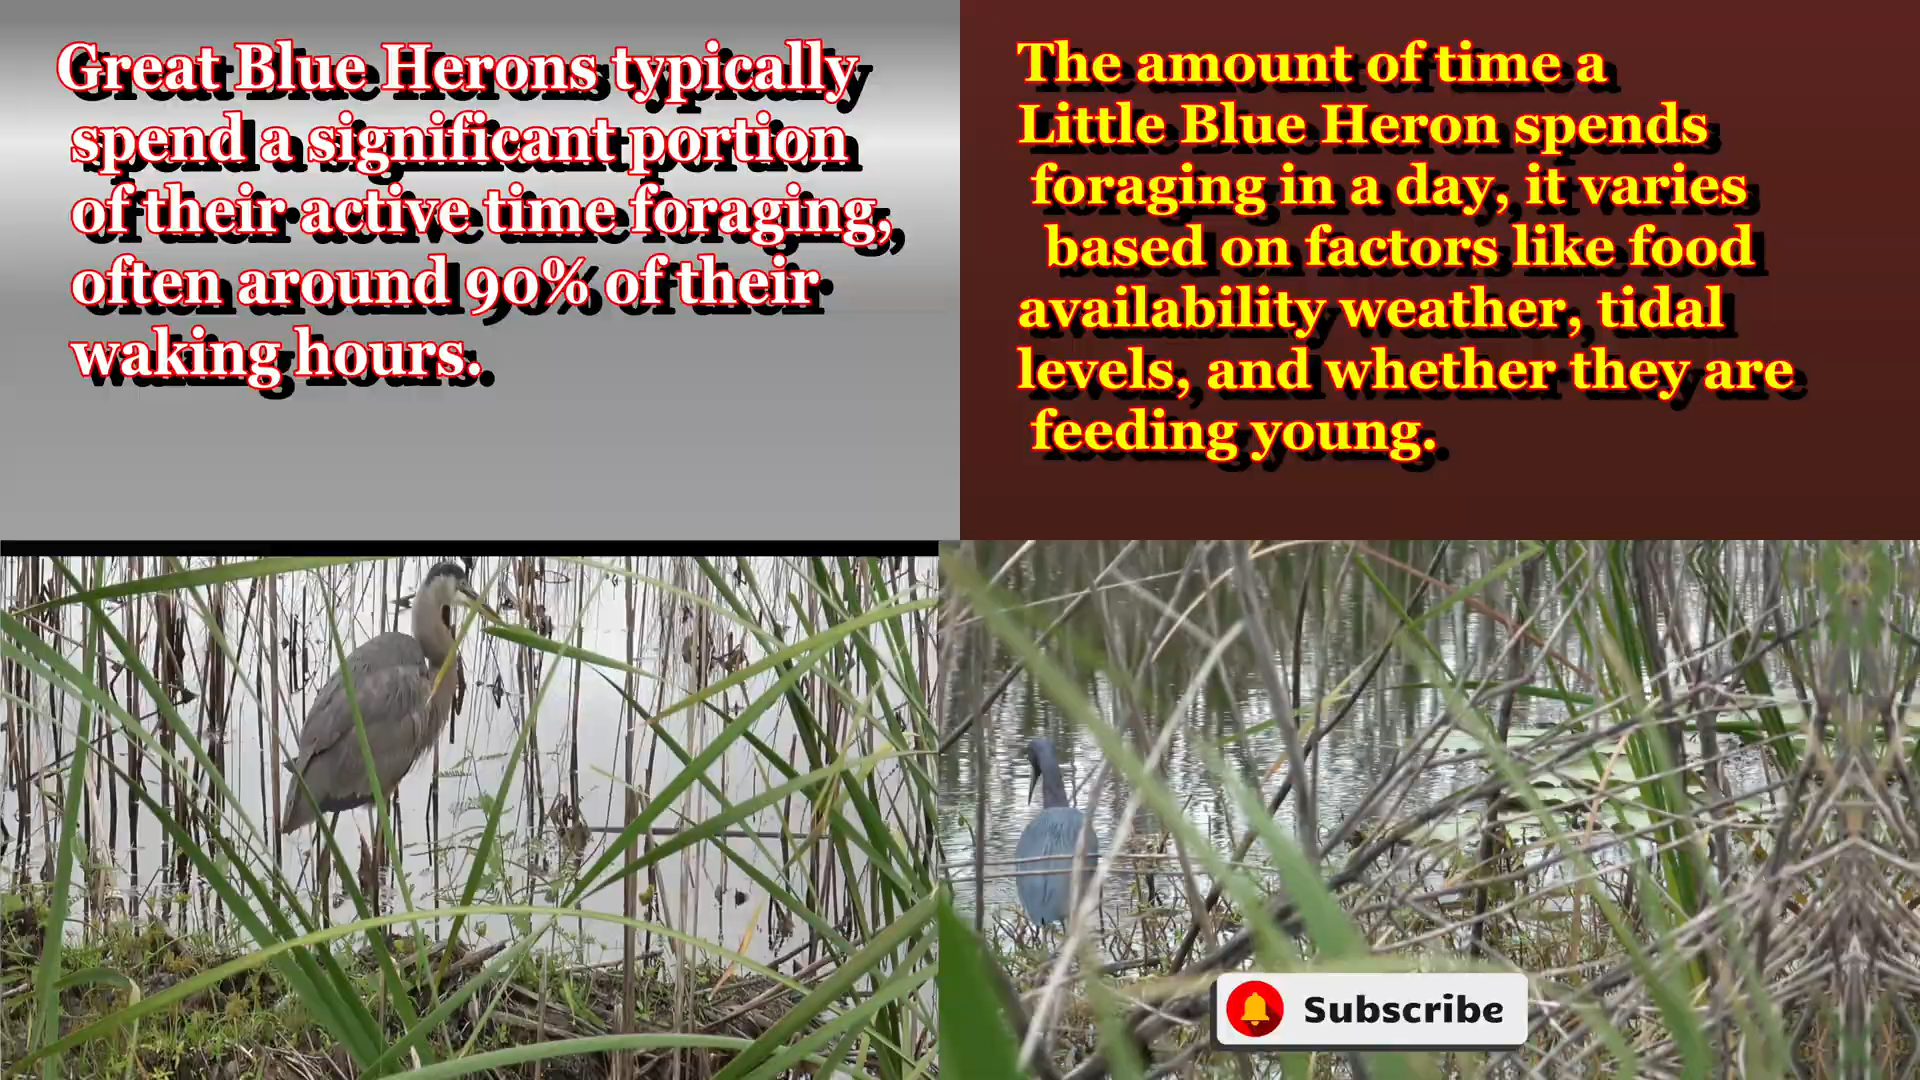 Great Blue Herons typically
spend a significant portion
of their active time foraging,
often around 90% of their
waking hours.
The amount of time a
Little Blue Heron spends
foraging in a day, it varies
based on factors like food
availability weather, tidal
levels, and whether they are
feeding young.
Subscribe